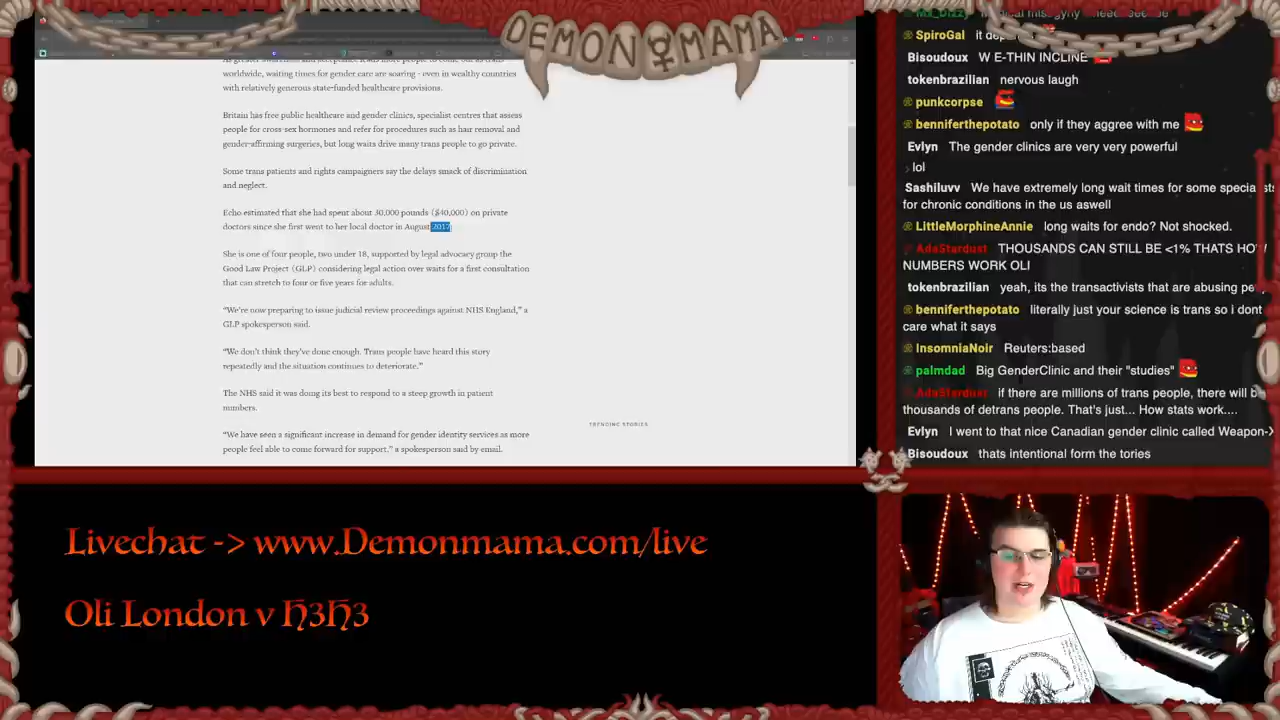 DEMON MAMA
worldwide, waiting times for gender care are soaring - even in wealthy countries
with relatively generous state-funded healthcare provisions.
Britain has free public healthcare and gender clinics, specialist centres that assess
people for cross-sex hormones and refer for procedures such as hair removal and
gender-affirming surgeries, but long waits drive many trans people to go private.
Some trans patients and rights campaigners say the delays smack of discrimination
and neglect.
Echo estimated that she had spent about 30,000 pounds ($40,000) on private
doctors since she first went to her local doctor in August 2017.
She is one of four people, two under 18, supported by legal advocacy group the
Good Law Project (GLP) considering legal action over waits for a first consultation
that can stretch to four or five years for adults.
“We're now preparing to issue judicial review proceedings against NHS England,” a
GLP spokesperson said.
“We don't think they've done enough. Trans people have heard this story
repeatedly and the situation continues to deteriorate.”
The NHS said it was doing its best to respond to a steep growth in patient
numbers.
“We have seen a significant increase in demand for gender identity services as more
people feel able to come forward for support,” a spokesperson said by email.
TRENDING STORIES
SpiroGal it
Bisoudoux W E-THIN INCLINE
tokenbrazilian nervous laugh
punkcorpse
benniferthepotato only if they aggree with me
Evlyn The gender clinics are very very powerful
> lol
Sashiluvv We have extremely long wait times for some
for chronic conditions in the us aswell
LittleMorphineAnnie long waits for endo? Not shocked.
AdaStardust THOUSANDS CAN STILL BE <1% THATS
NUMBERS WORK OLI
tokenbrazilian yeah, its the transactivists that are abusing
benniferthepotato literally just your science is trans so i dont
care what it says
InsomniaNoir Reuters:based
palmdad Big GenderClinic and their "studies"
AdaStardust if there are millions of trans people, there will b
thousands of detrans people. That's just... How stats work....
Evlyn I went to that nickleback gender clinic called Weapon-X
Bisoudoux thats intentional form the tories
Livechat -> www.Demonmama.com/live
Oli London v H3H3